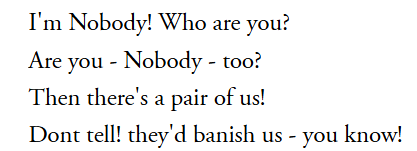 I'm Nobody! Who are you?
Are you - Nobody - too?
Then there's a pair of us!
Dont tell! they'd banish us - you know!